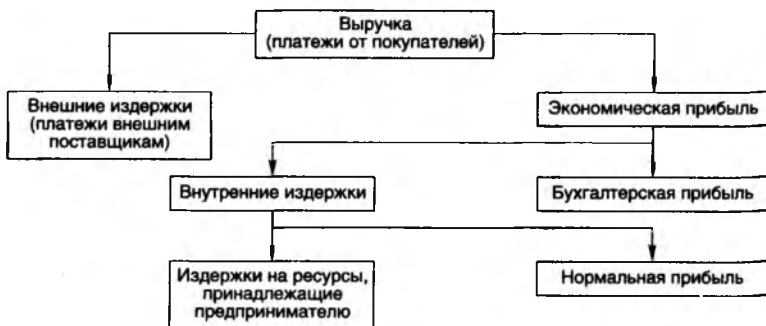 Выручка
(платежи от покупателей)
Внешние издержки
(платежи внешним
поставщикам)
Экономическая прибыль
Внутренние издержки
Бухгалтерская прибыль
Издержки на ресурсы,
принадлежащие
предпринимателю
Нормальная прибыль